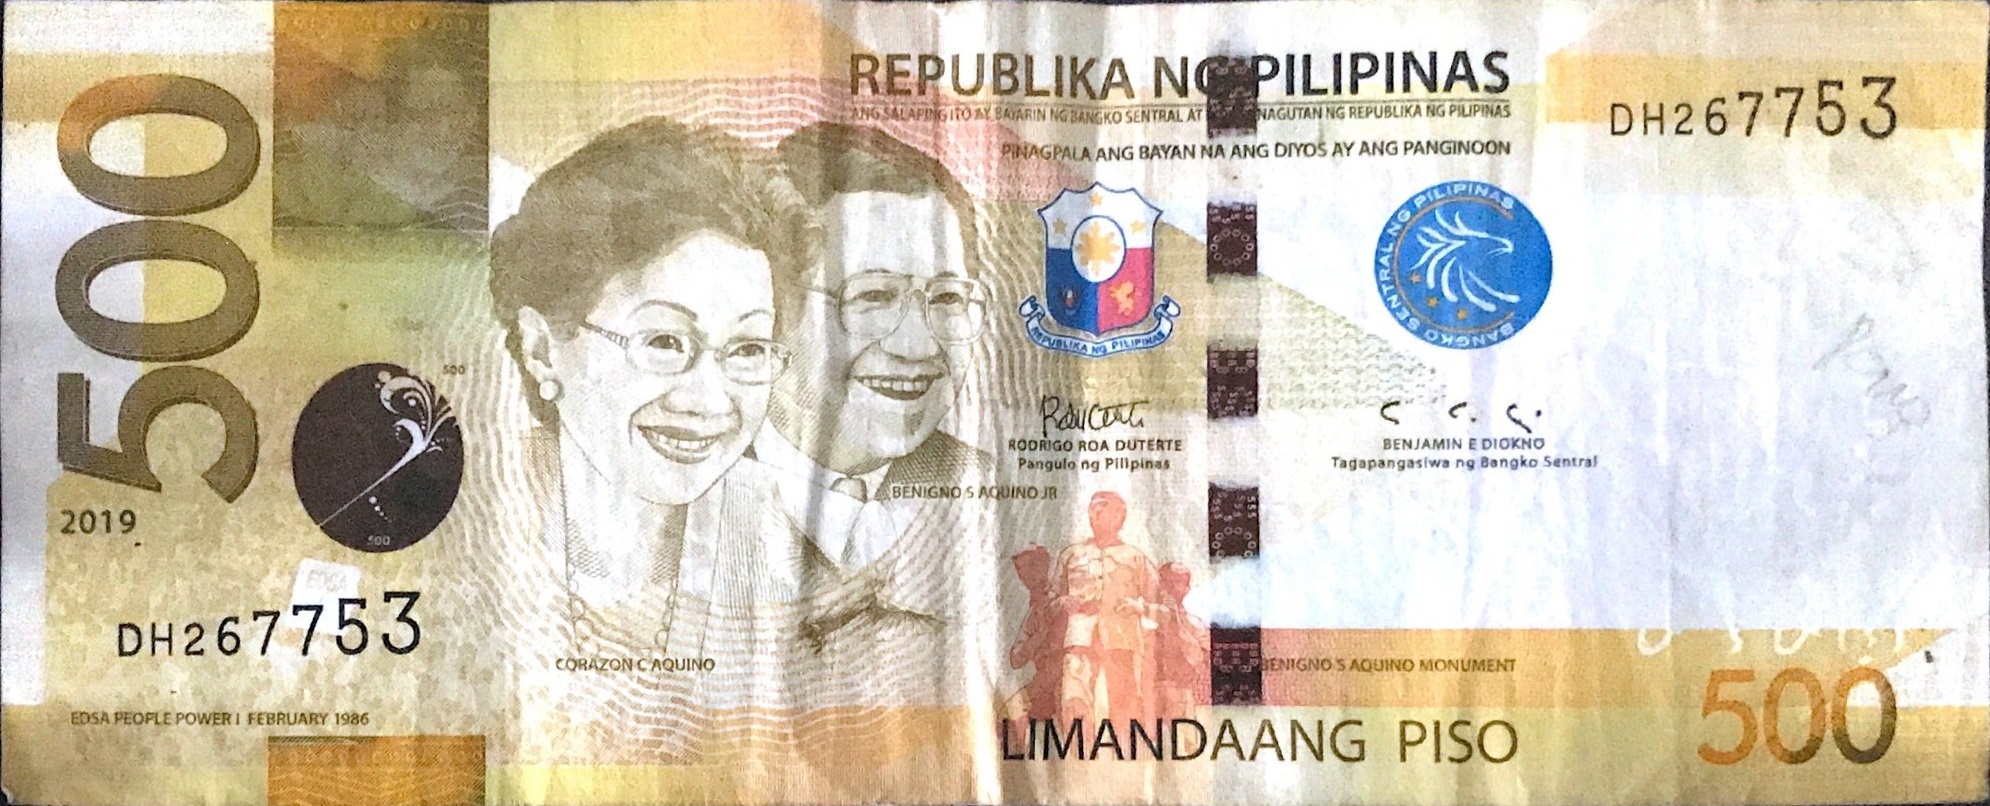 500
REPUBLIKA NG PILIPINAS
ANG SALAPING ITO AY BAYARIN NG BANGKO SENTRAL AT NAGUTAN NG REPUBLIKA NG PILIPINAS
PINAGPALA ANG BAYAN NA ANG DIYOS AY ANG PANGINOON
DH267753
REPUBLIKA NG PILIPINAS
BANGKO SENTRAL NG PILIPINAS
500
500
RODRIGO ROA DUTERTE
Pangulo ng Pilipinas
BENJAMIN E DIOKNO
Tagapangasiwa ng Bangko Sentral
BENIGNO S AQUINO JR
2019
DH267753
CORAZON C AQUINO
BENIGNO S AQUINO MONUMENT
EDSA PEOPLE POWER I FEBRUARY 1986
LIMANDAANG PISO
500